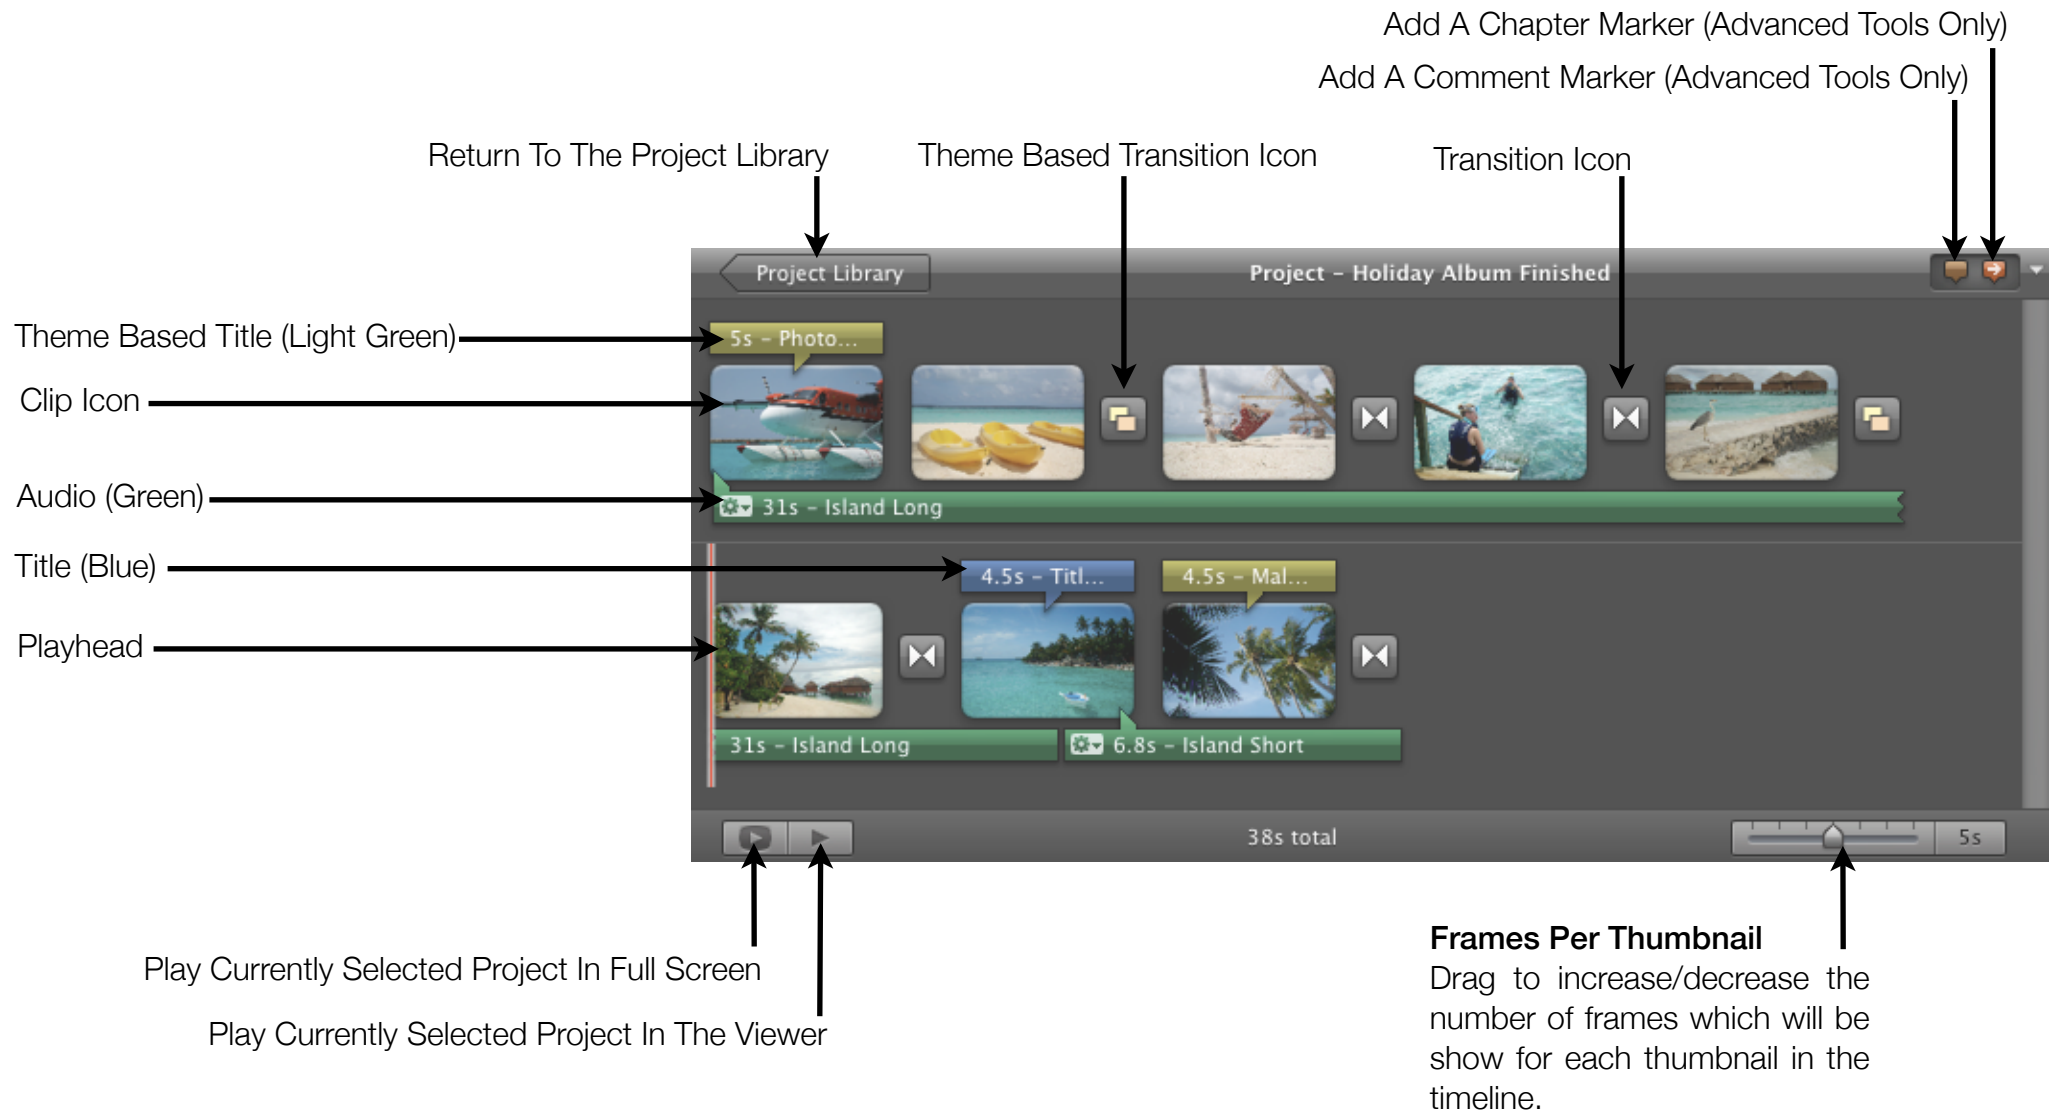 Add A Chapter Marker (Advanced Tools Only)
Add A Comment Marker (Advanced Tools Only)
Return To The Project Library
Theme Based Transition Icon
Transition Icon
Project Library
Project – Holiday Album Finished
Theme Based Title (Light Green)
5s – Photo...
Clip Icon
Audio (Green)
31s – Island Long
Title (Blue)
4.5s – Titl...
4.5s – Mal...
Playhead
31s – Island Long
6.8s – Island Short
38s total
5s
Play Currently Selected Project In Full Screen
Play Currently Selected Project In The Viewer
Frames Per Thumbnail
Drag to increase/decrease the
number of frames which will be
show for each thumbnail in the
timeline.